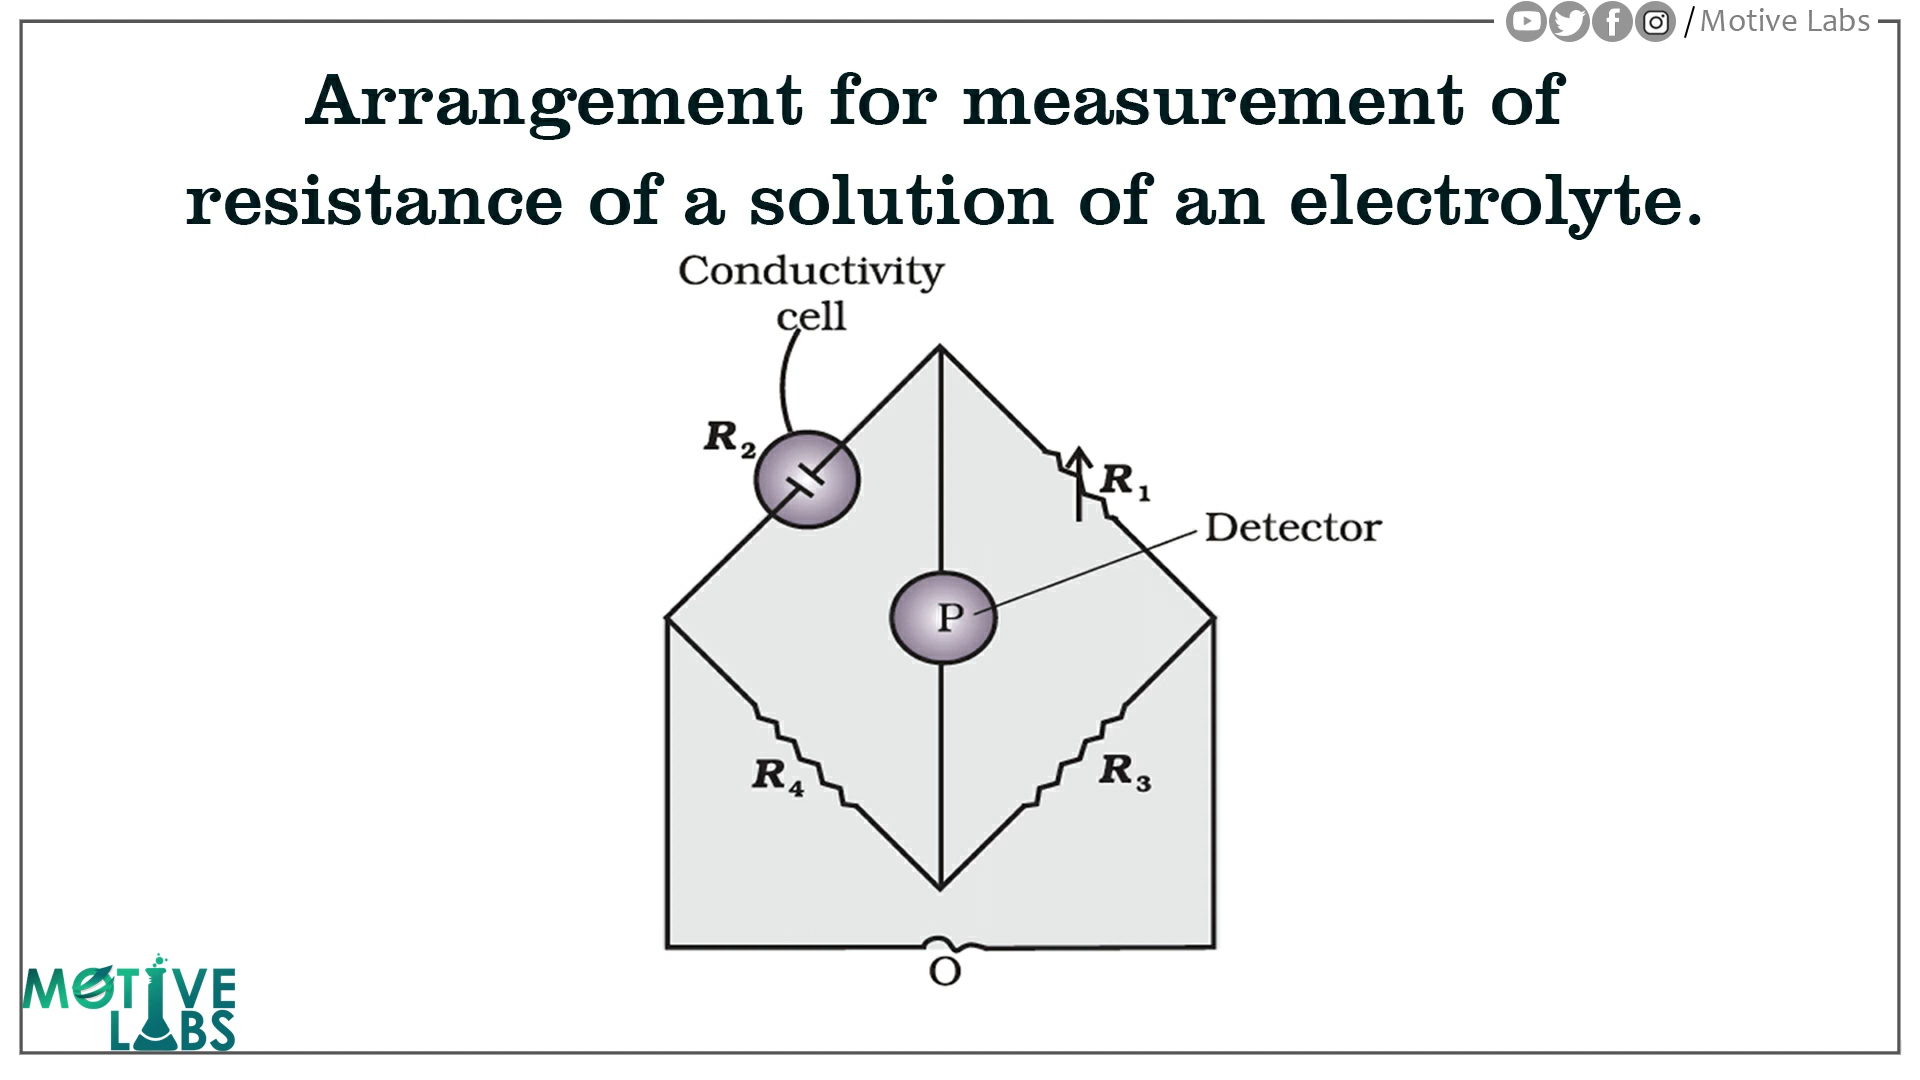 /Motive Labs
Arrangement for measurement of
resistance of a solution of an electrolyte.
Conductivity
cell
R₂
R₁
Detector
P
R₄
R₃
O
MOTIVE
LABS